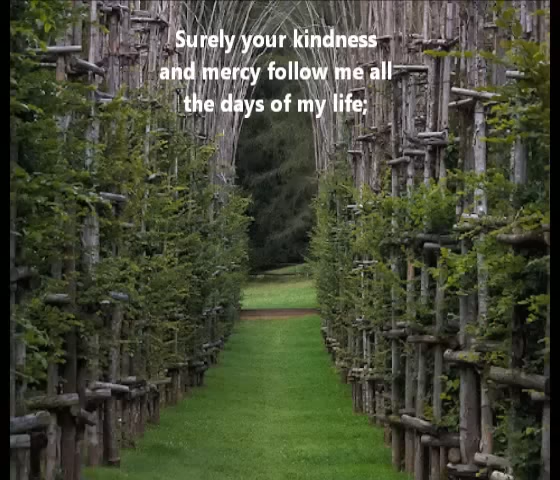 Surely your kindness
and mercy follow me all
the days of my life;